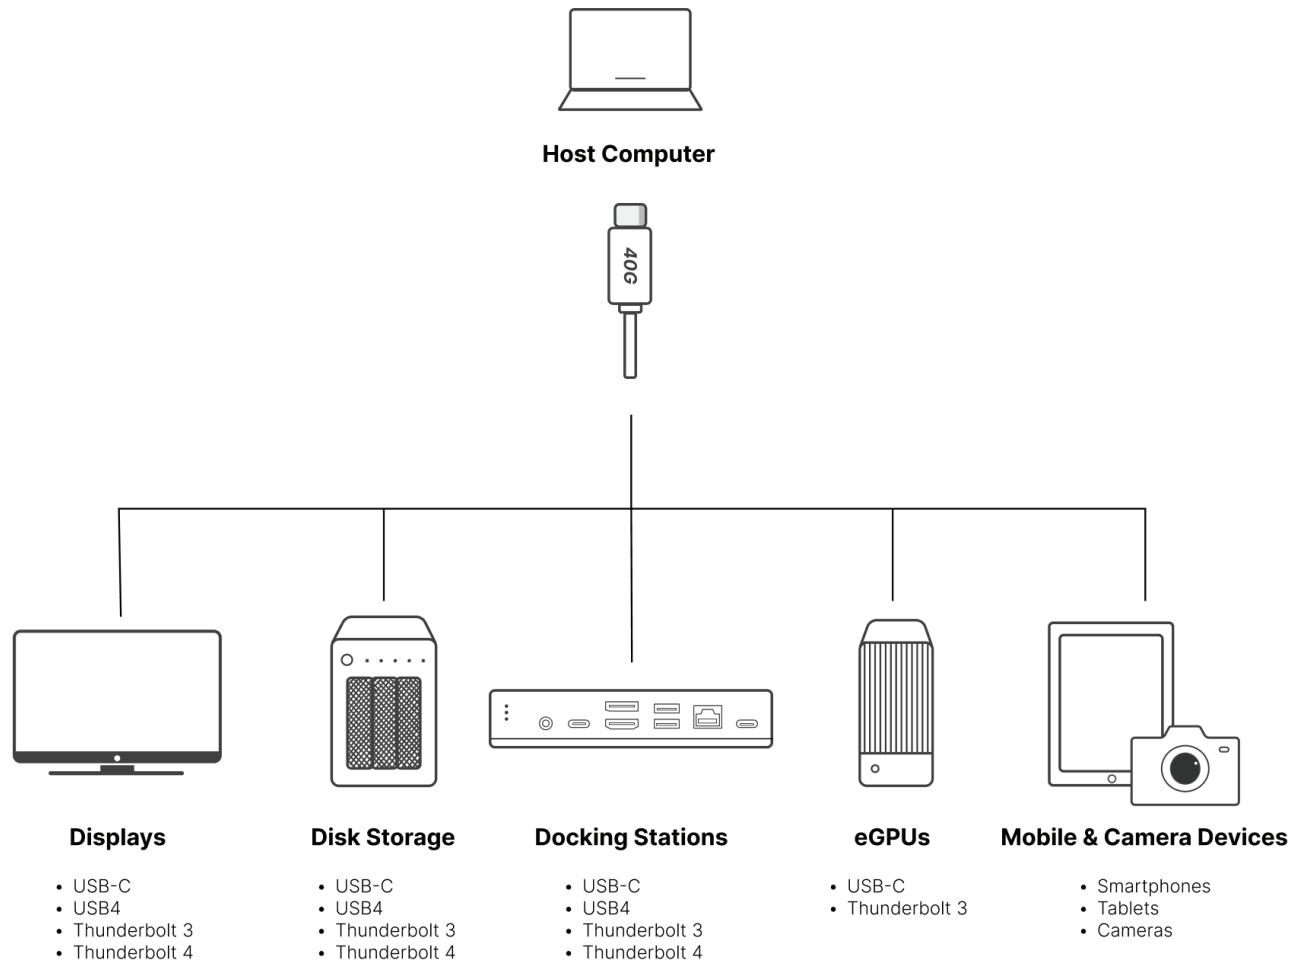 Host Computer
40G
Displays
• USB-C
• USB4
• Thunderbolt 3
• Thunderbolt 4
Disk Storage
• USB-C
• USB4
• Thunderbolt 3
• Thunderbolt 4
Docking Stations
• USB-C
• USB4
• Thunderbolt 3
• Thunderbolt 4
eGPUs
• USB-C
• Thunderbolt 3
Mobile & Camera Devices
• Smartphones
• Tablets
• Cameras